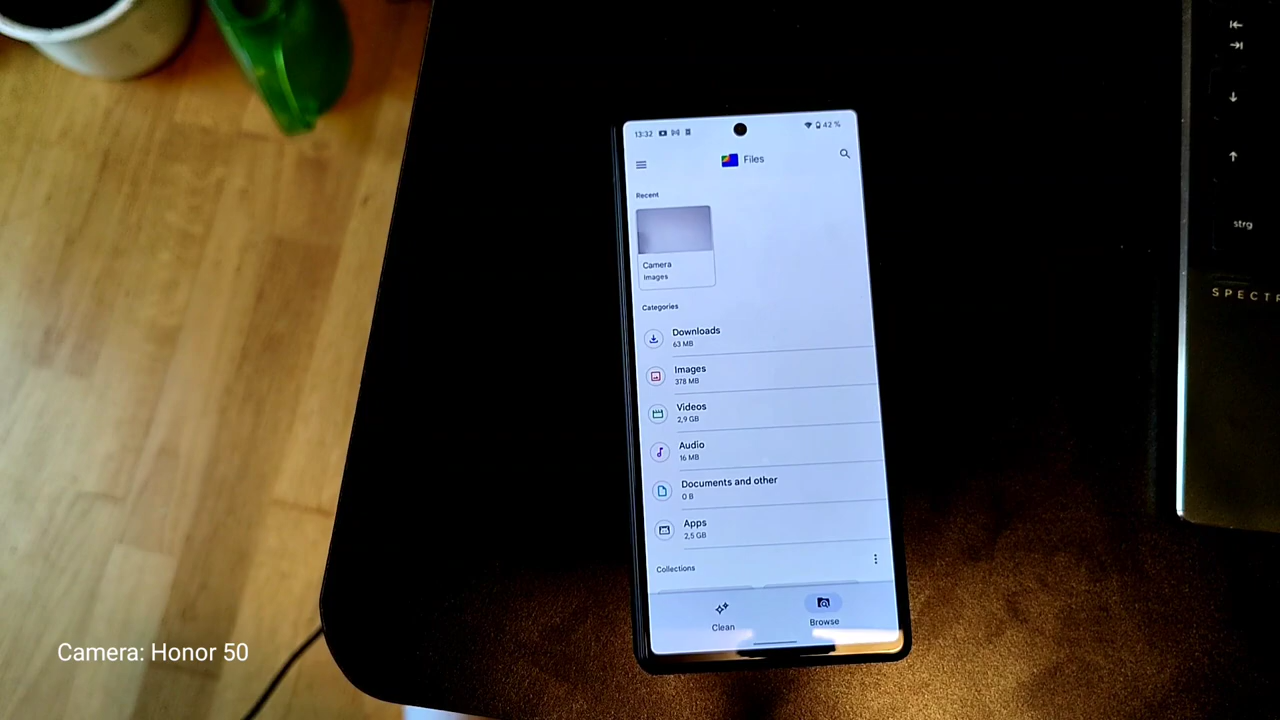 13:32
42 %
Files
Recent
Camera
Images
Categories
Downloads
63 MB
Images
378 MB
Videos
2,9 GB
Audio
16 MB
Documents and other
0 B
Apps
2,5 GB
Collections
Clean
Browse
strg
SPECTR
Camera: Honor 50